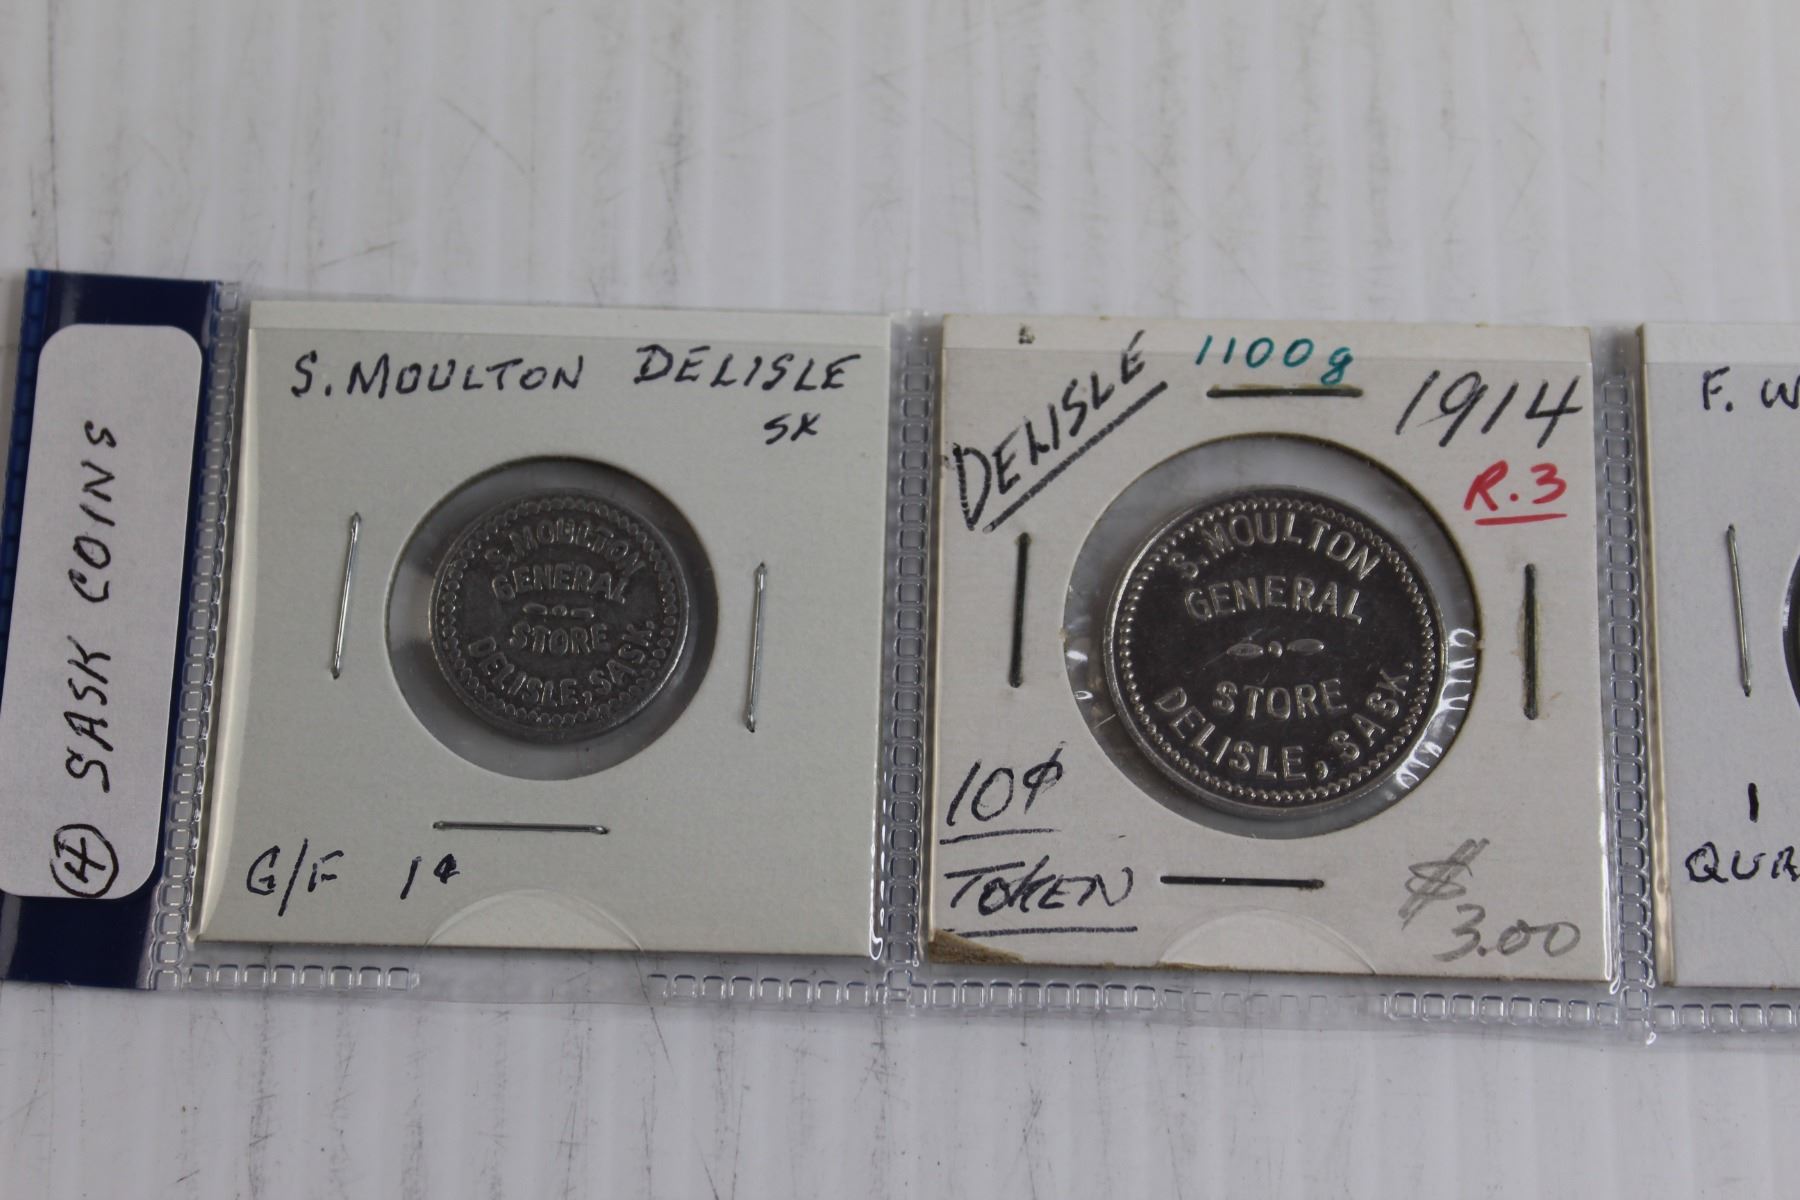 ④ SASK COINS
S. MOULTON DELISLE
SK
S. MOULTON
GENERAL
STORE
DELISLE, SASK.
G/F 1¢
DELISLE
1100g
1914
R.3
S. MOULTON
GENERAL
STORE
DELISLE, SASK.
10¢
TOKEN
$3.00
F. W
1
QUA